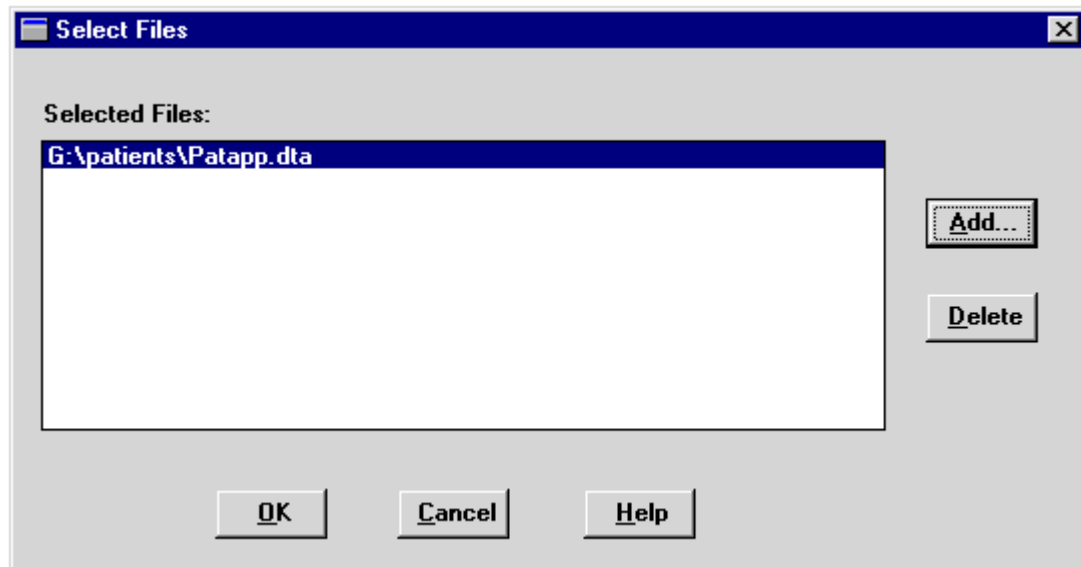 Select Files
Selected Files:
G:\patients\Patapp.dta
Add...
Delete
OK
Cancel
Help